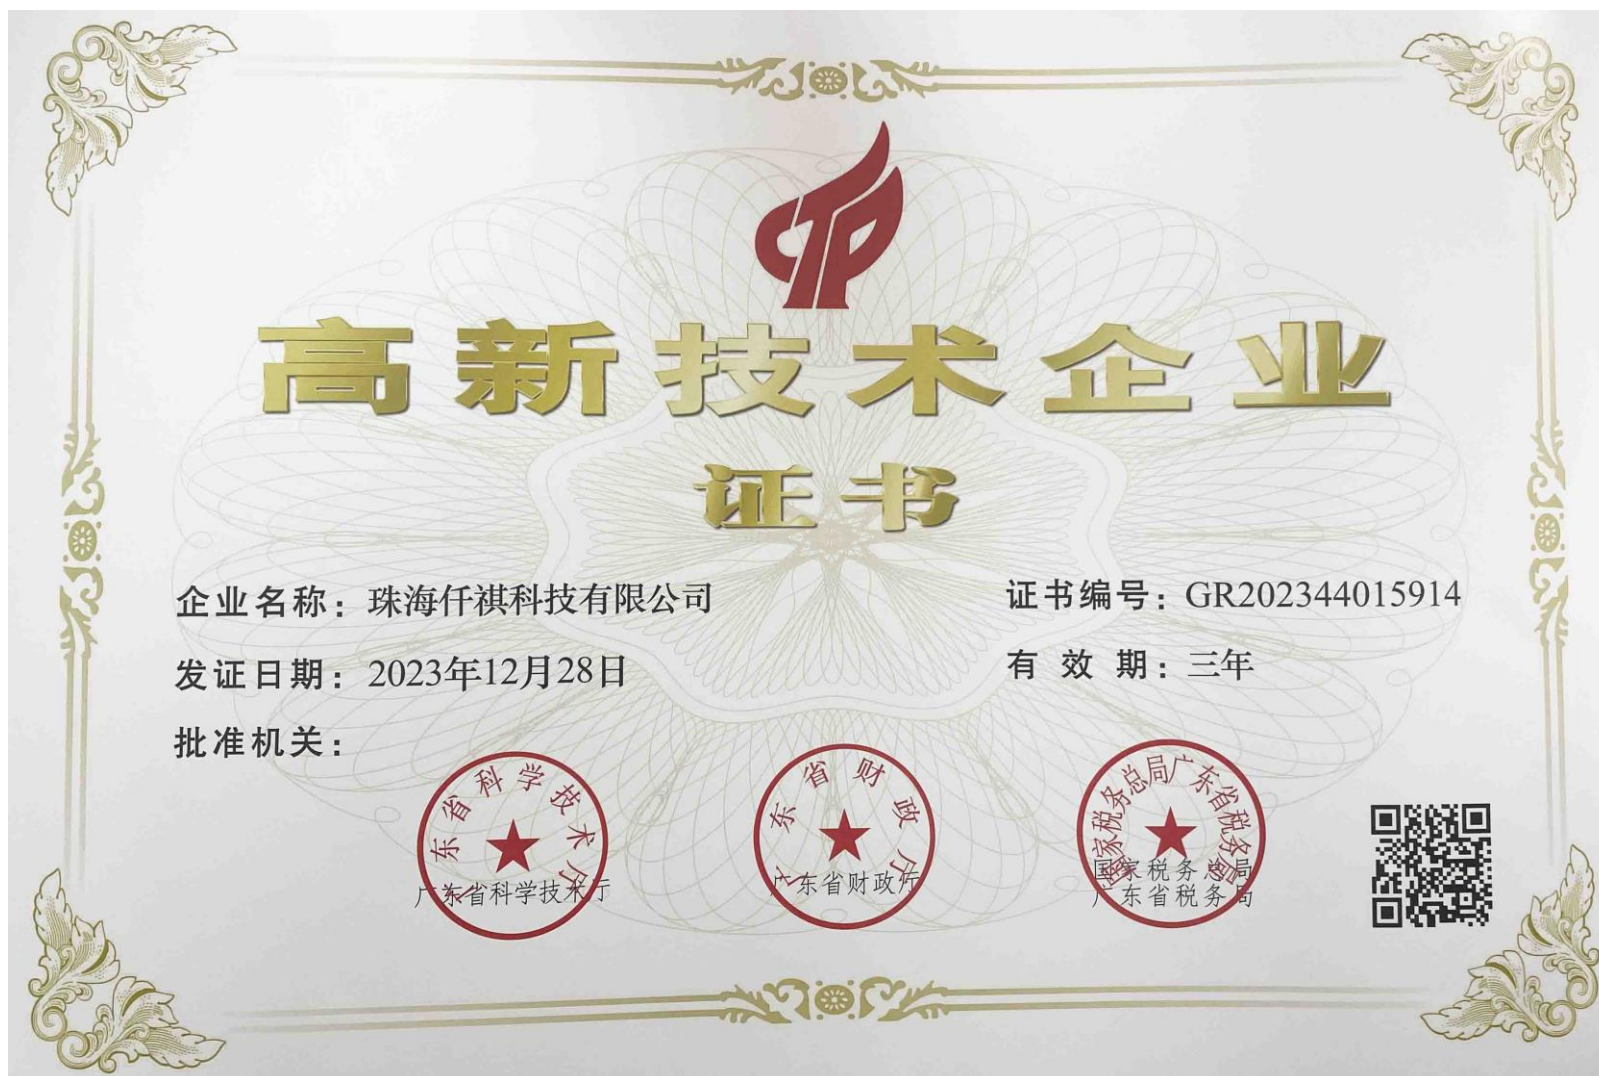 高新技术企业
证书
企业名称：珠海仟祺科技有限公司
证书编号：GR202344015914
发证日期：2023年12月28日
有效期：三年
批准机关：
广东省科学技术厅
广东省科学技术厅
广东省财政厅
广东省财政厅
国家税务总局广东省税务局
国家税务总局
广东省税务局